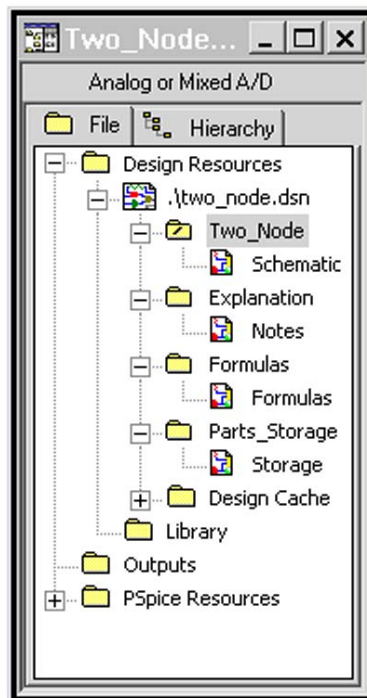 Two_Node...
Analog or Mixed A/D
File Hierarchy
Design Resources
.\two_node.dsn
Two_Node
Schematic
Explanation
Notes
Formulas
Formulas
Parts_Storage
Storage
Design Cache
Library
Outputs
PSpice Resources